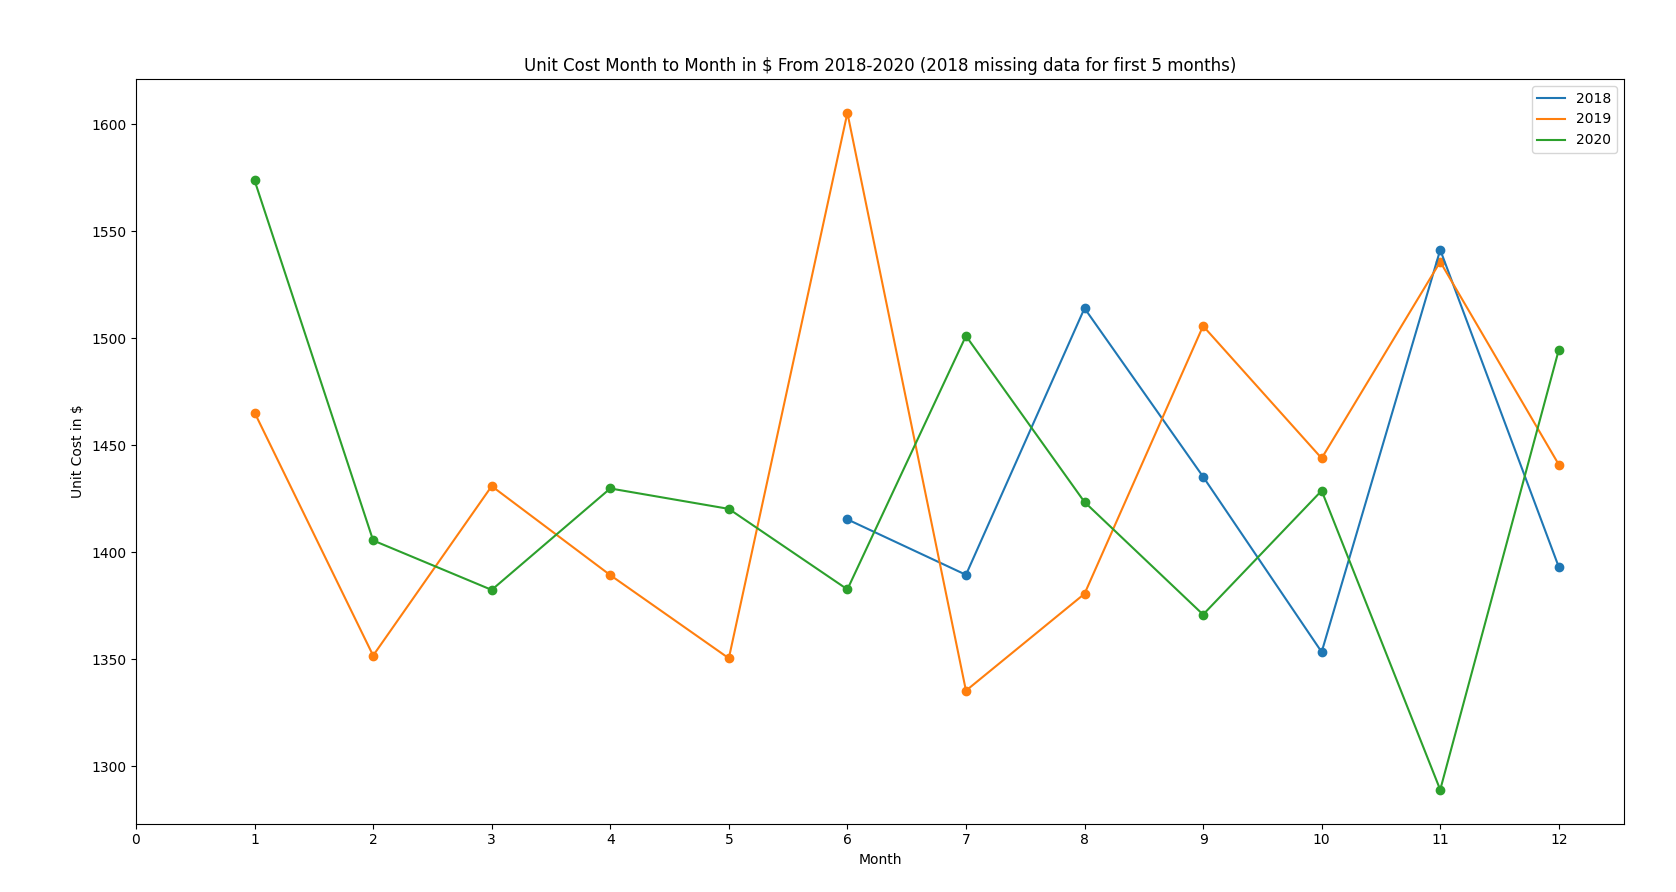 Unit Cost Month to Month in $ From 2018-2020 (2018 missing data for first 5 months)
2018
2019
2020
1600
1550
1500
1450
1400
1350
1300
Unit Cost in $
0 1 2 3 4 5 6 7 8 9 10 11 12
Month